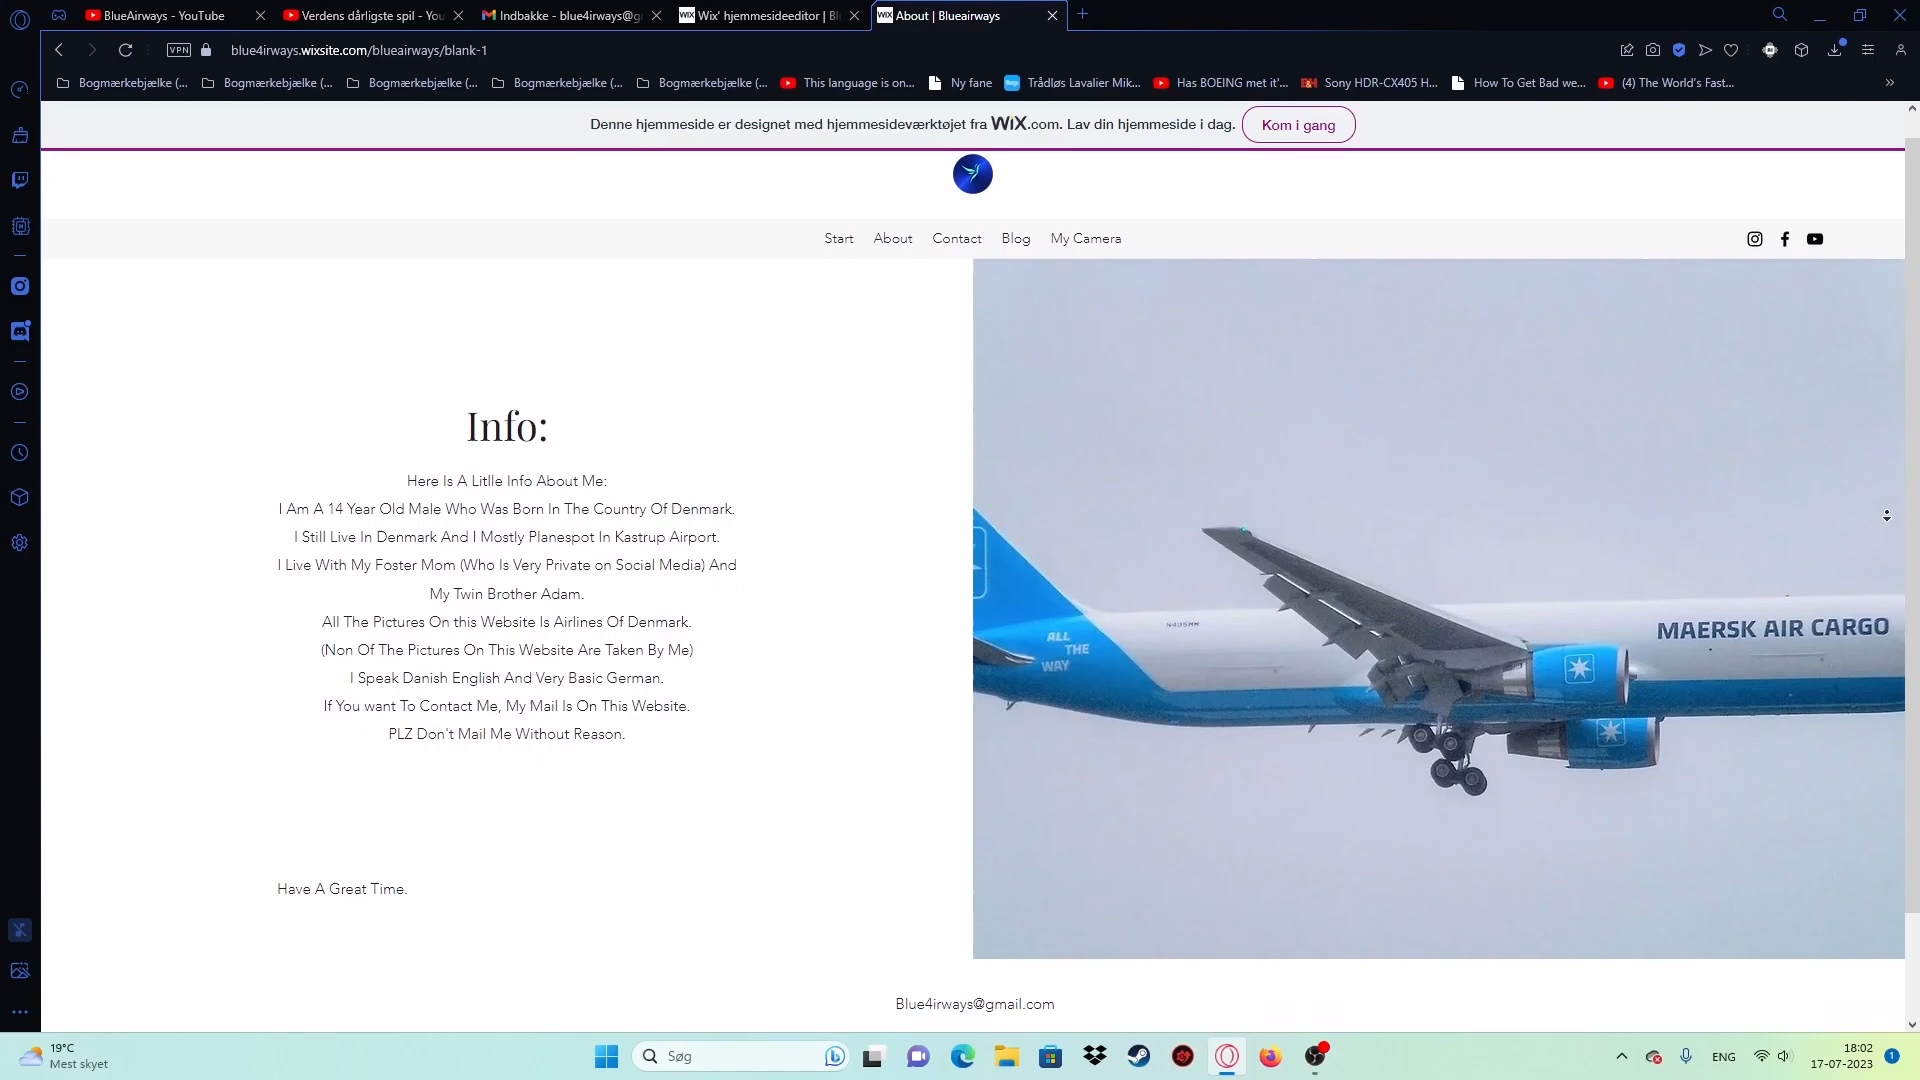 BlueAirways - YouTube
Verdens dårligste spil - You
Indbakke - blue4irways@g
WIX Wix' hjemmesideeditor | Bl
WIX About | Blueairways
VPN
blue4irways.wixsite.com/blueairways/blank-1
Bogmærkebjælke (...
Bogmærkebjælke (...
Bogmærkebjælke (...
Bogmærkebjælke (...
Bogmærkebjælke (...
This language is on...
Ny fane
Trådløs Lavalier Mik...
Has BOEING met it'...
Sony HDR-CX405 H...
How To Get Bad we...
(4) The World's Fast...
Denne hjemmeside er designet med hjemmesideværktøjet fra WiX.com. Lav din hjemmeside i dag.
Kom i gang
Start
About
Contact
Blog
My Camera
Info:
Here Is A Litlle Info About Me:
I Am A 14 Year Old Male Who Was Born In The Country Of Denmark.
I Still Live In Denmark And I Mostly Planespot In Kastrup Airport.
I Live With My Foster Mom (Who Is Very Private on Social Media) And
My Twin Brother Adam.
All The Pictures On this Website Is Airlines Of Denmark.
(Non Of The Pictures On This Website Are Taken By Me)
I Speak Danish English And Very Basic German.
If You want To Contact Me, My Mail Is On This Website.
PLZ Don't Mail Me Without Reason.
Have A Great Time.
ALL
THE
WAY
MAERSK AIR CARGO
Blue4irways@gmail.com
19°C
Mest skyet
Søg
ENG
18:02
17-07-2023
1